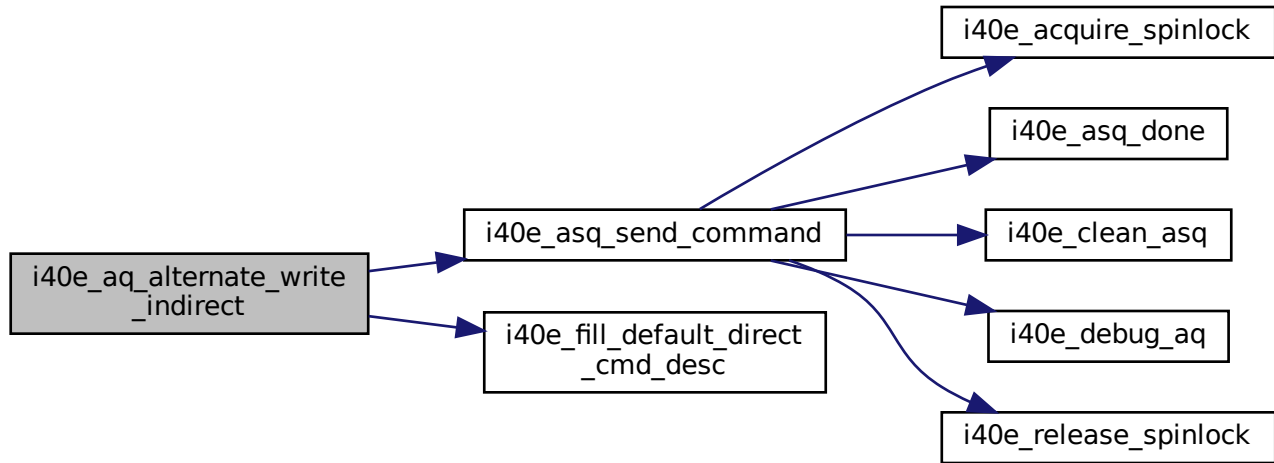 i40e_aq_alternate_write
_indirect
i40e_asq_send_command
i40e_fill_default_direct
_cmd_desc
i40e_acquire_spinlock
i40e_asq_done
i40e_clean_asq
i40e_debug_aq
i40e_release_spinlock